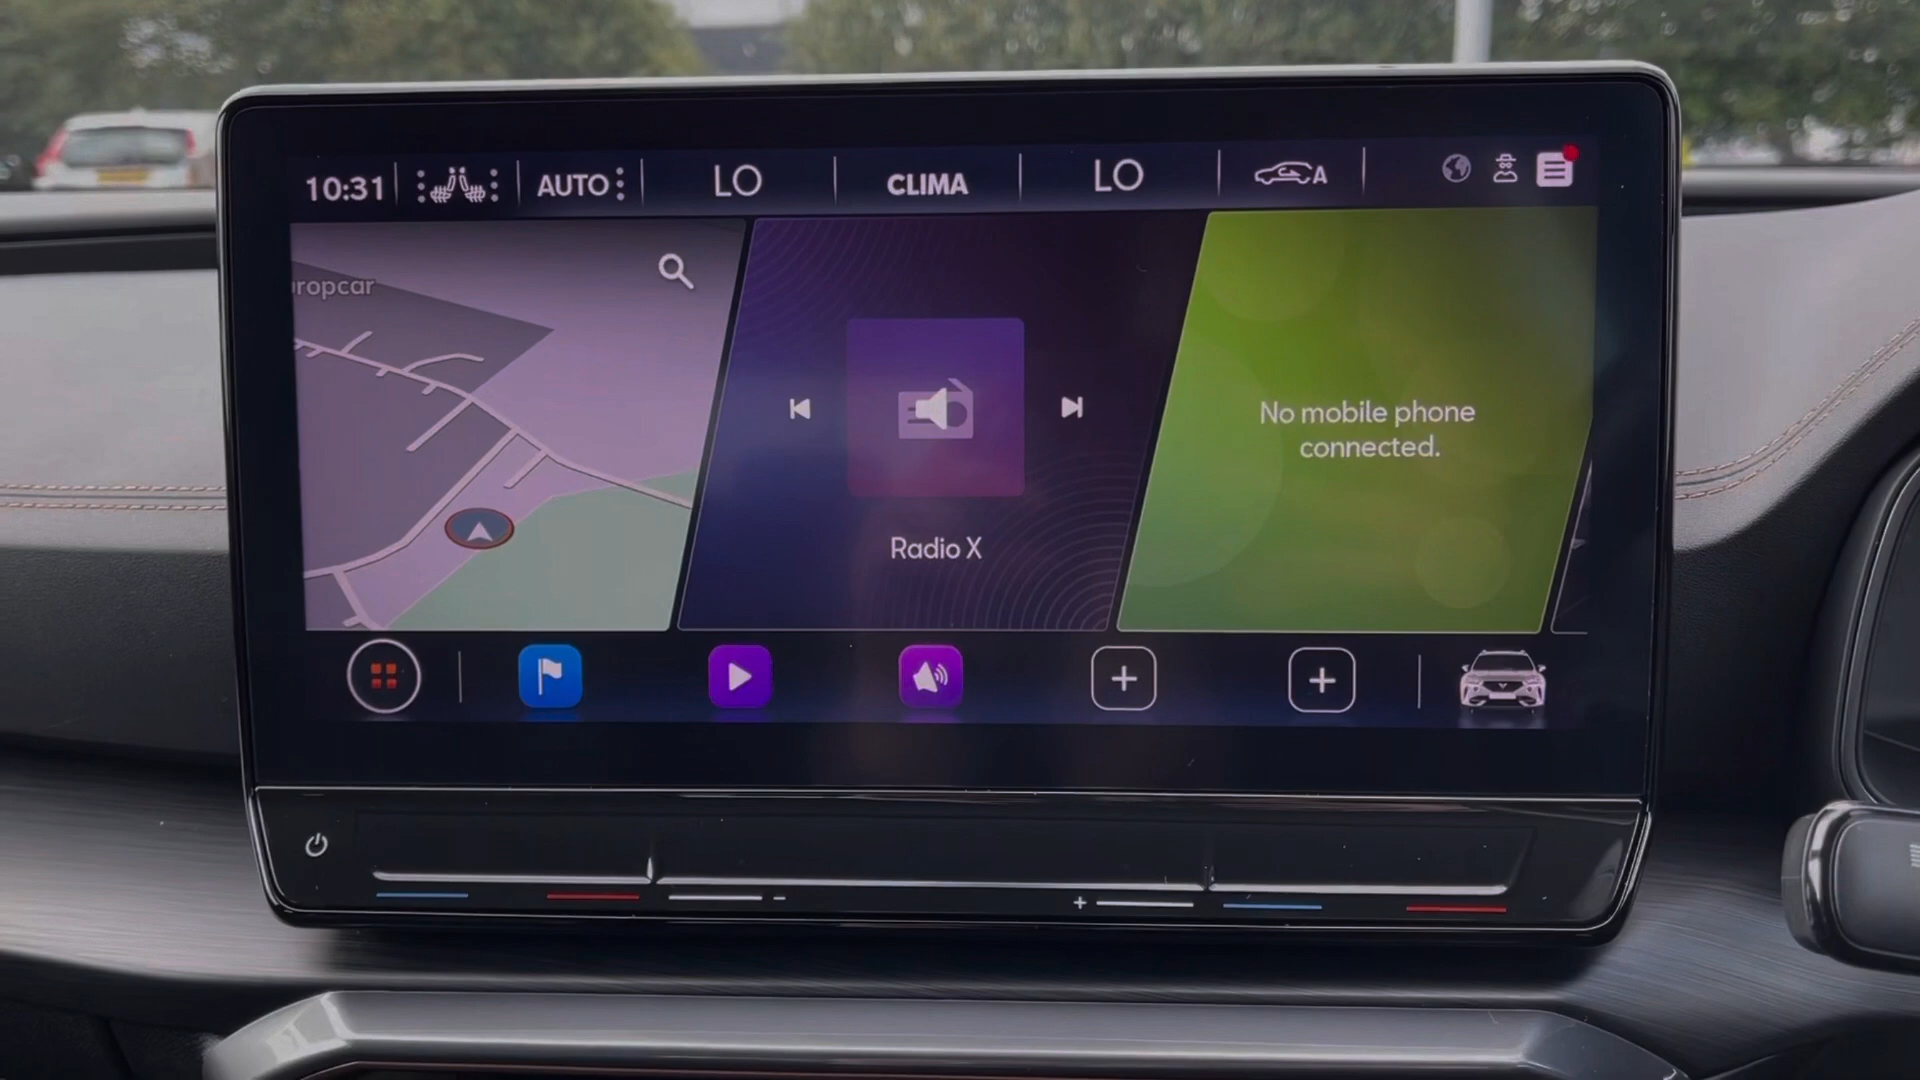 10:31
AUTO
LO
CLIMA
LO
A
ropcar
No mobile phone
connected.
Radio X